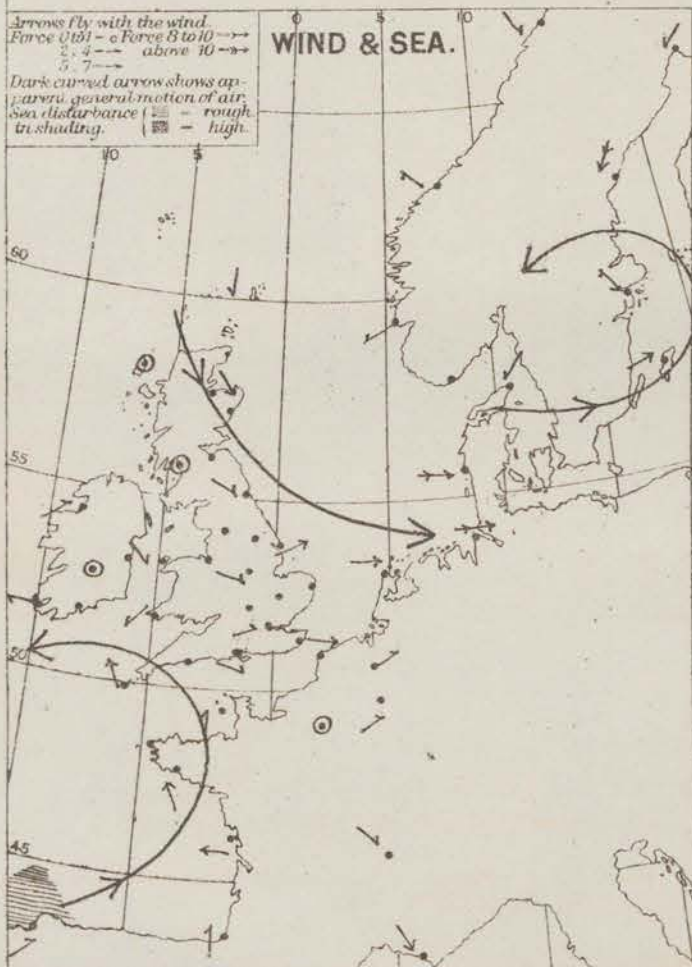 0 5 10
Arrows fly with the wind.
WIND & SEA.
Force 0 to 1 – o Force 8 to 10
2, 4 above 10
5, 7
Dark curved arrow shows ap-
parent general motion of air.
Sea disturbance { – rough.
in shading. { – high.
10 5
60
55
50
45